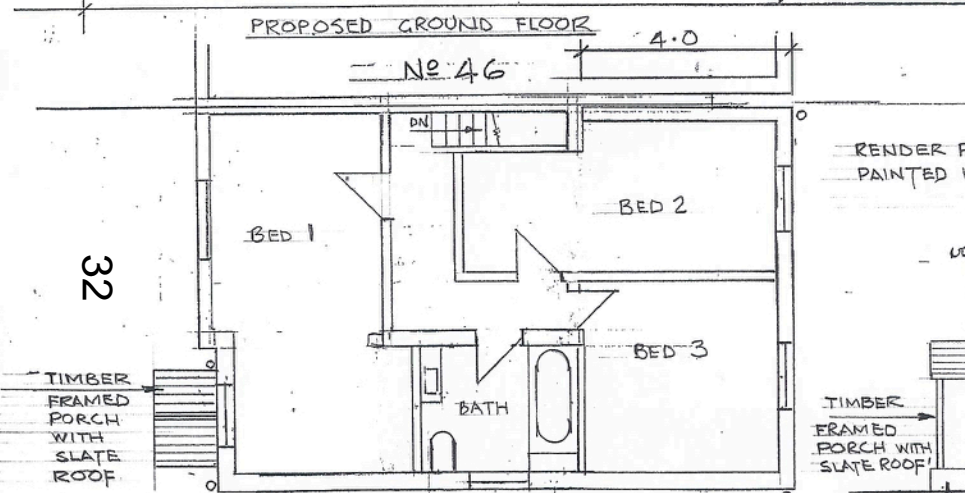 PROPOSED GROUND FLOOR
4.0
Nº 46
DN
RENDER
PAINTED
BED 2
BED 1
32
BED 3
TIMBER
FRAMED
PORCH
WITH
SLATE
ROOF
BATH
TIMBER
FRAMED
PORCH WITH
SLATE ROOF